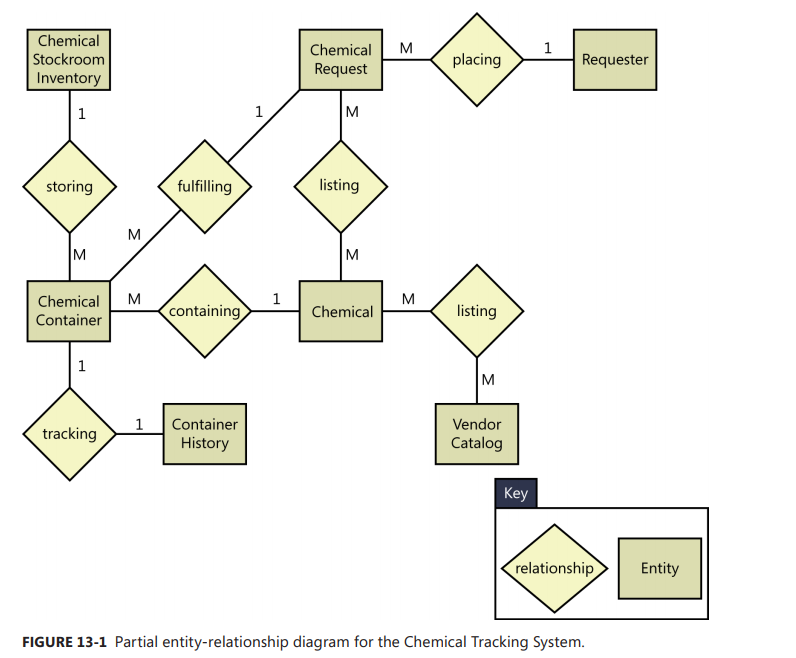 Chemical
Stockroom
Inventory
Chemical
Request
M
placing
1
Requester
1
1
M
storing
fulfilling
listing
M
M
M
Chemical
Container
M
containing
1
Chemical
M
listing
1
M
tracking
1
Container
History
Vendor
Catalog
Key
relationship
Entity
FIGURE 13-1 Partial entity-relationship diagram for the Chemical Tracking System.